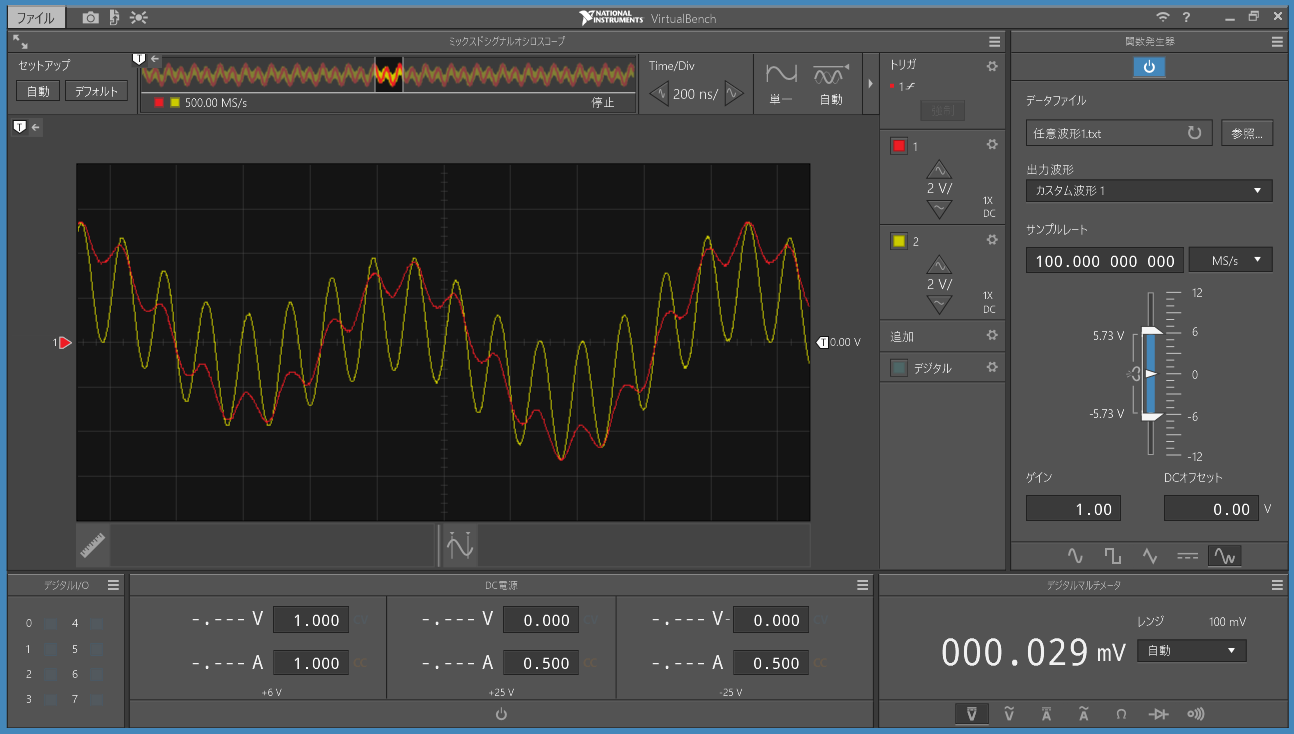 ファイル
NATIONAL INSTRUMENTS VirtualBench
?
ミックスドシグナルオシロスコープ
セットアップ
自動 デフォルト
T
500.00 MS/s 停止
Time/Div
200 ns/
単一 自動
T
1
T 0.00 V
トリガ
1
強制
1
2 V/
1X
DC
2
2 V/
1X
DC
追加
デジタル
関数発生器
データファイル
任意波形1.txt 参照...
出力波形
カスタム波形 1
サンプルレート
100.000 000 000 MS/s
12
5.73 V 6
0
-5.73 V -6
-12
ゲイン DCオフセット
1.00 0.00 V
デジタルI/O
0 4
1 5
2 6
3 7
DC電源
-.--- V 1.000 CV
-.--- A 1.000 CC
+6 V
-.--- V 0.000 CV
-.--- A 0.500 CC
+25 V
-.--- V - 0.000 CV
-.--- A 0.500 CC
-25 V
デジタルマルチメータ
000.029 mV
レンジ 100 mV
自動
V V A A Ω